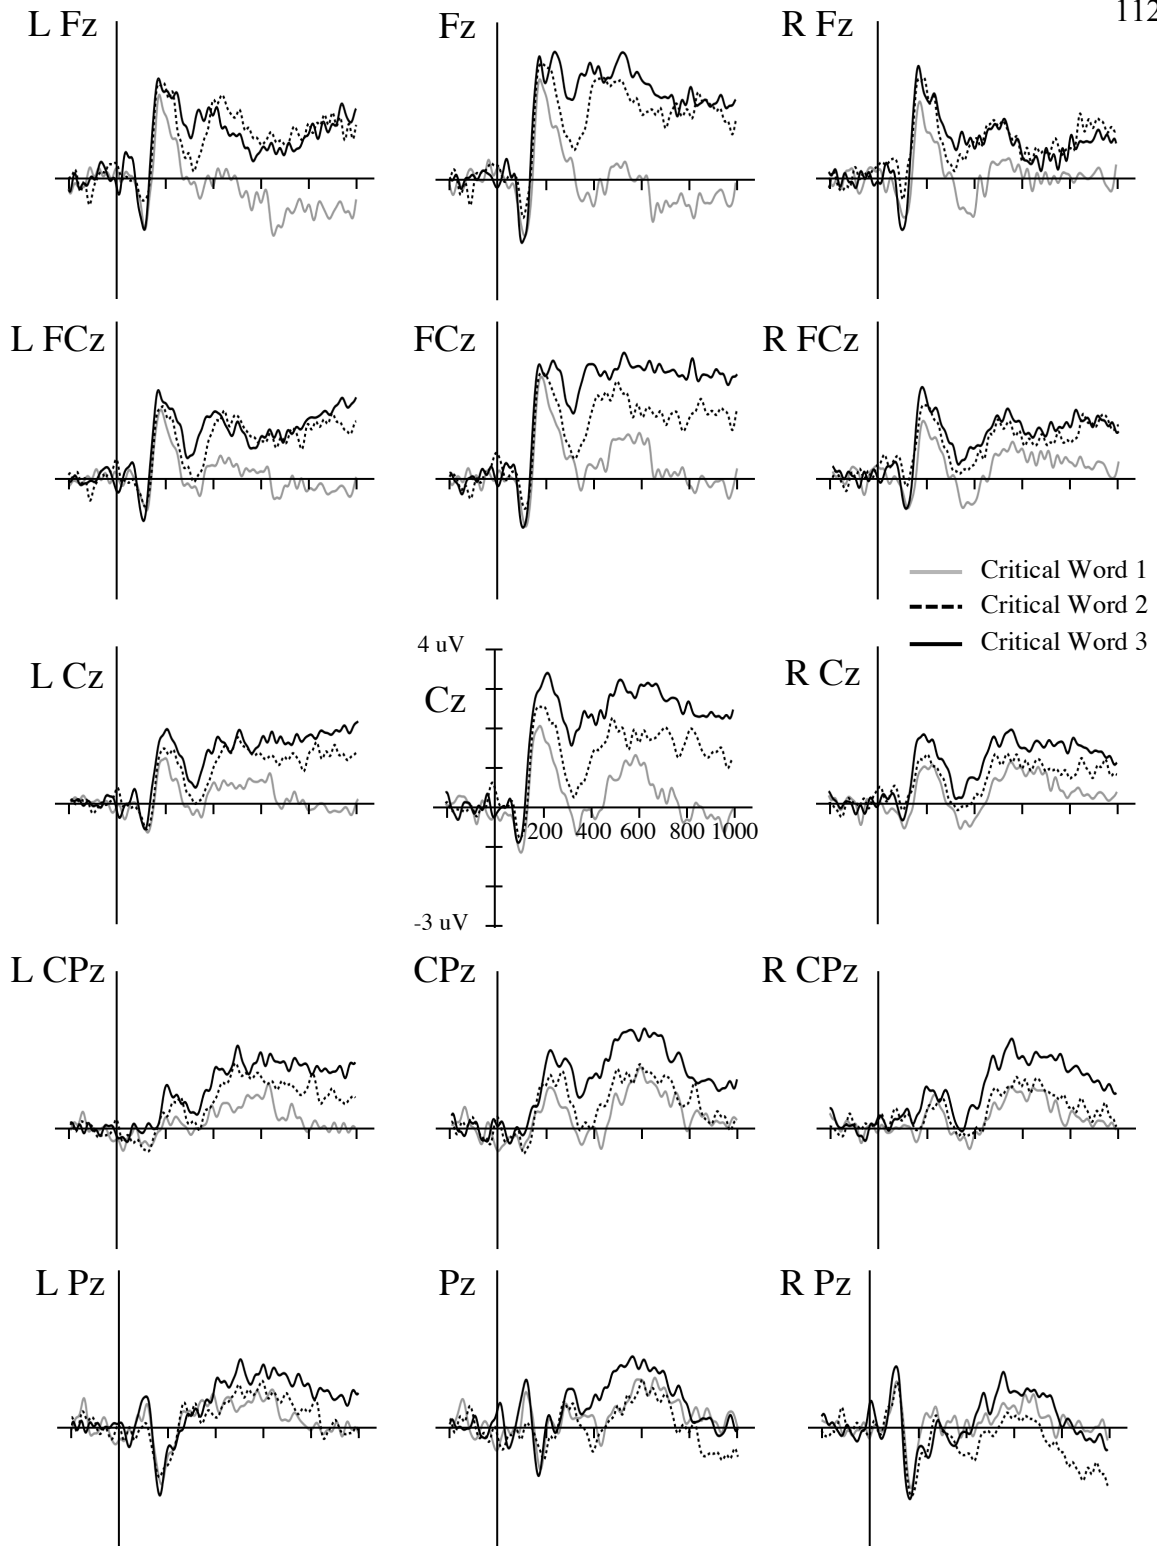 112
L Fz
Fz
R Fz
L FCz
FCz
R FCz
Critical Word 1
Critical Word 2
Critical Word 3
L Cz
4 uV
Cz
R Cz
200 400 600 800 1000
-3 uV
L CPz
CPz
R CPz
L Pz
Pz
R Pz